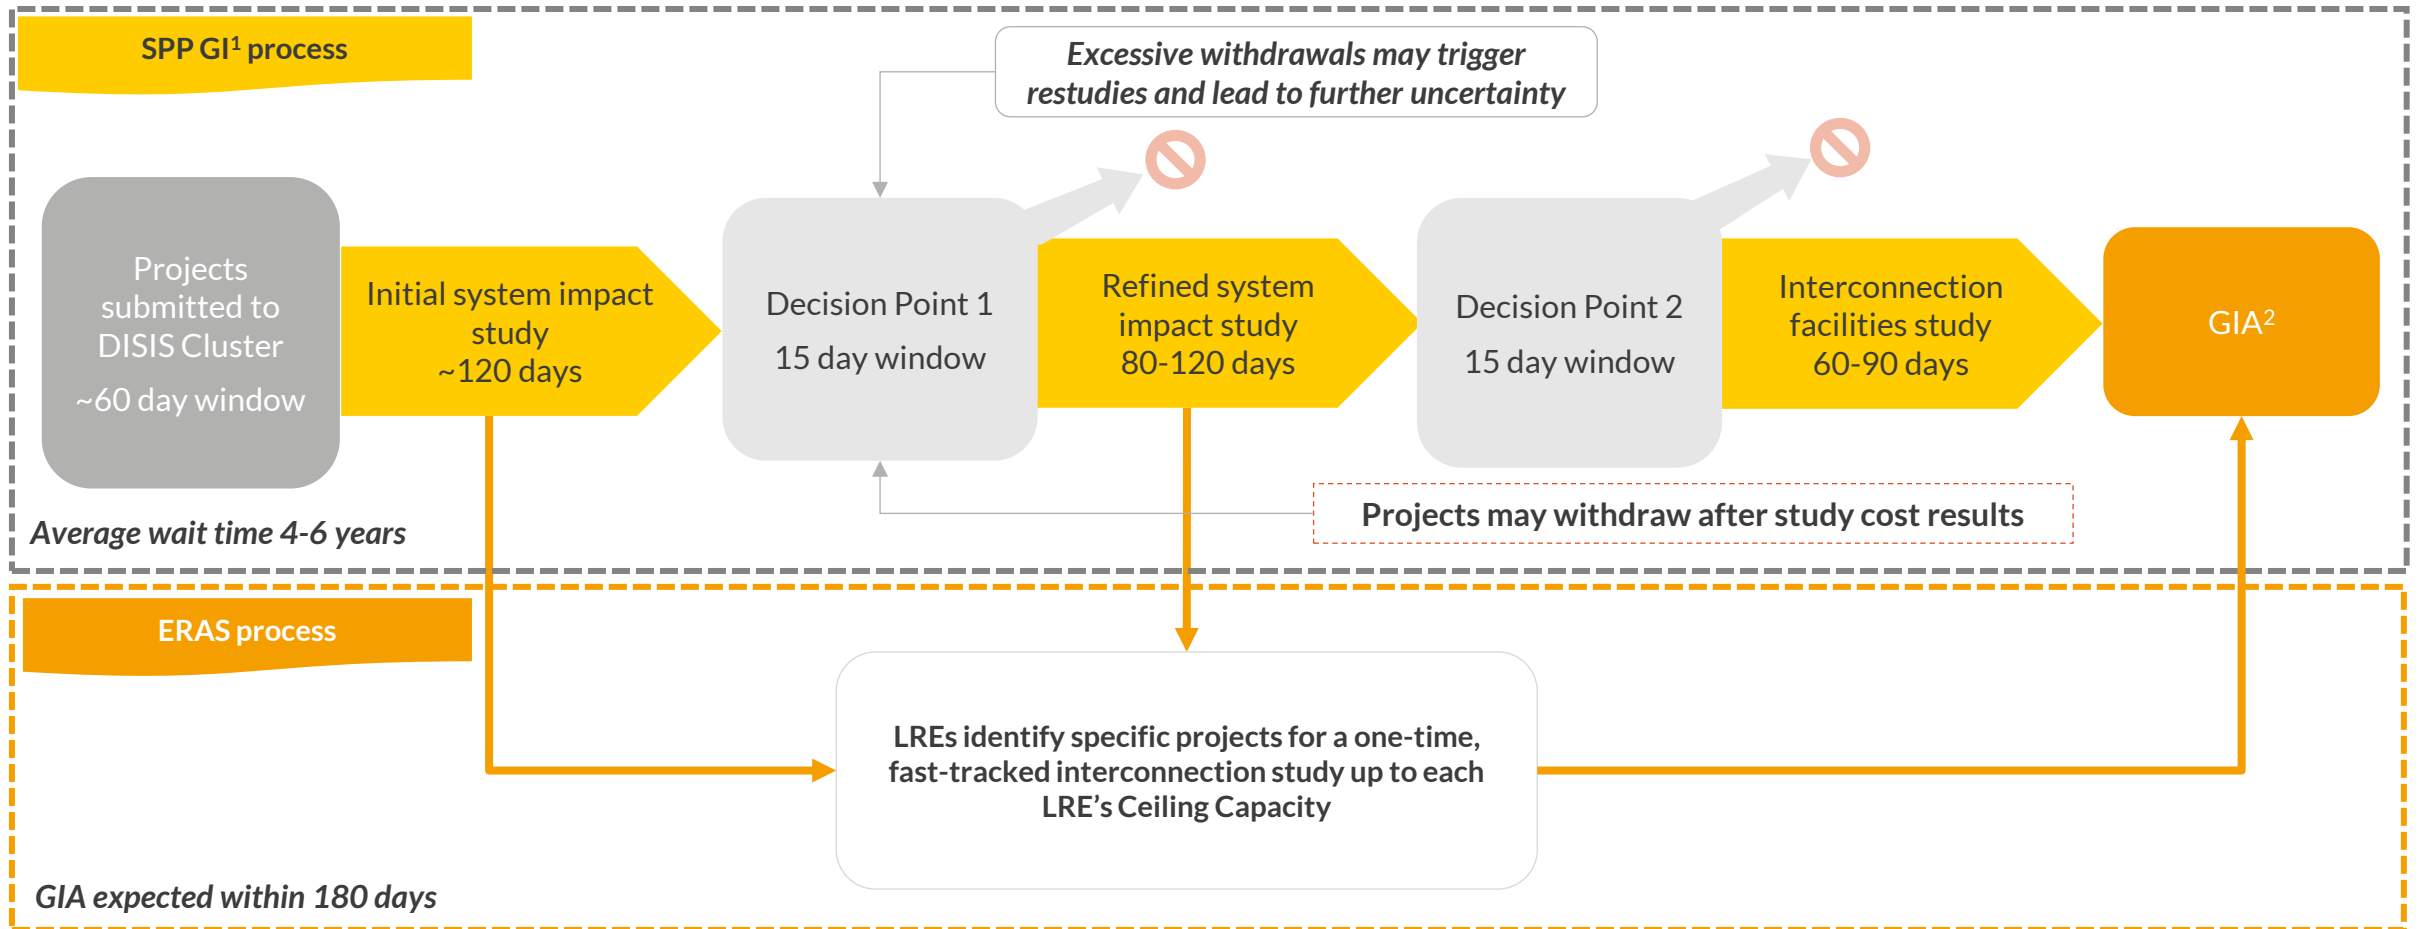 SPP GI¹ process
Excessive withdrawals may trigger
restudies and lead to further uncertainty
Projects
submitted to
DISIS Cluster
~60 day window
Initial system impact
study
~120 days
Decision Point 1
15 day window
Refined system
impact study
80-120 days
Decision Point 2
15 day window
Interconnection
facilities study
60-90 days
GIA²
Average wait time 4-6 years
Projects may withdraw after study cost results
ERAS process
LREs identify specific projects for a one-time,
fast-tracked interconnection study up to each
LRE’s Ceiling Capacity
GIA expected within 180 days